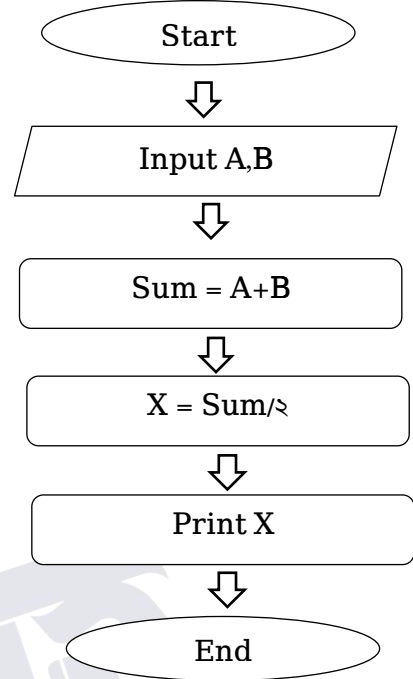 Start
Input A,B
Sum = A+B
X = Sum/২
Print X
End